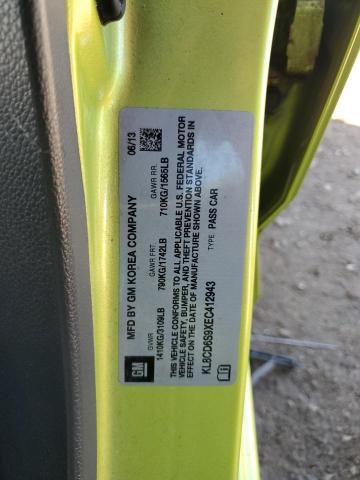 MFD BY GM KOREA COMPANY 06/13
GVWR GAWR FRT. GAWR RR.
1410KG/3109LB 790KG/1742LB 710KG/1565LB
THIS VEHICLE CONFORMS TO ALL APPLICABLE U.S. FEDERAL MOTOR
VEHICLE SAFETY, BUMPER, AND THEFT PREVENTION STANDARDS IN
EFFECT ON THE DATE OF MANUFACTURE SHOWN ABOVE.
KL8CD6S9XEC412943 TYPE: PASS CAR
GM